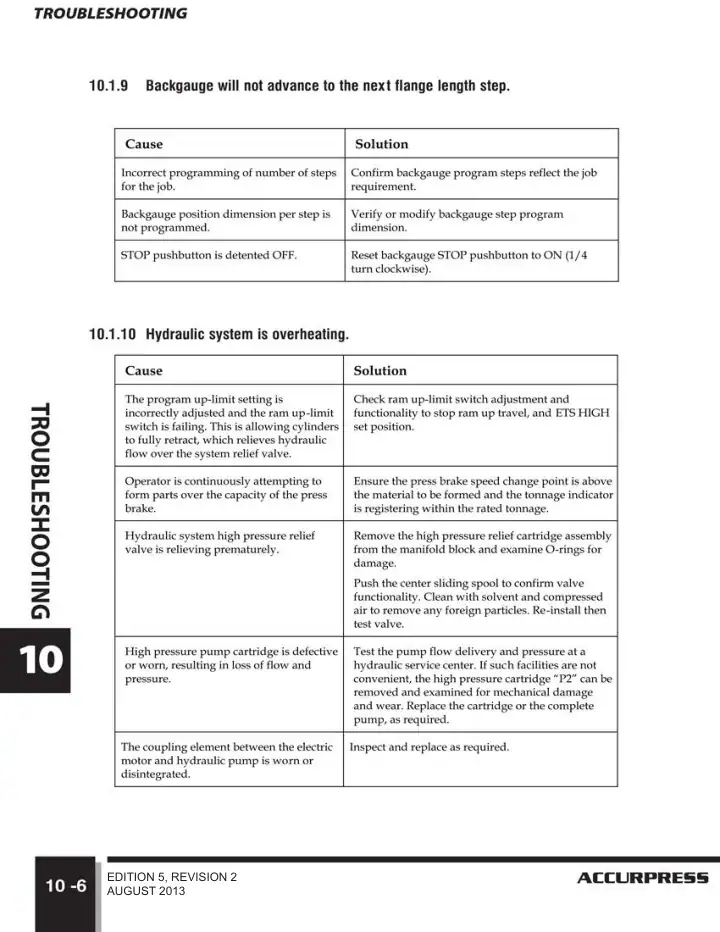 TROUBLESHOOTING
10.1.9 Backgauge will not advance to the next flange length step.
Cause
Solution
Incorrect programming of number of steps
for the job.
Confirm backgauge program steps reflect the job
requirement.
Backgauge position dimension per step is
not programmed.
Verify or modify backgauge step program
dimension.
STOP pushbutton is detented OFF.
Reset backgauge STOP pushbutton to ON (1/4
turn clockwise).
10.1.10 Hydraulic system is overheating.
Cause
Solution
The program up-limit setting is
incorrectly adjusted and the ram up-limit
switch is failing. This is allowing cylinders
to fully retract, which relieves hydraulic
flow over the system relief valve.
Check ram up-limit switch adjustment and
functionality to stop ram up travel, and ETS HIGH
set position.
Operator is continuously attempting to
form parts over the capacity of the press
brake.
Ensure the press brake speed change point is above
the material to be formed and the tonnage indicator
is registering within the rated tonnage.
Hydraulic system high pressure relief
valve is relieving prematurely.
Remove the high pressure relief cartridge assembly
from the manifold block and examine O-rings for
damage.
Push the center sliding spool to confirm valve
functionality. Clean with solvent and compressed
air to remove any foreign particles. Re-install then
test valve.
High pressure pump cartridge is defective
or worn, resulting in loss of flow and
pressure.
Test the pump flow delivery and pressure at a
hydraulic service center. If such facilities are not
convenient, the high pressure cartridge “P2” can be
removed and examined for mechanical damage
and wear. Replace the cartridge or the complete
pump, as required.
The coupling element between the electric
motor and hydraulic pump is worn or
disintegrated.
Inspect and replace as required.
TROUBLESHOOTING
10
10 -6
EDITION 5, REVISION 2
AUGUST 2013
ACCURPRESS